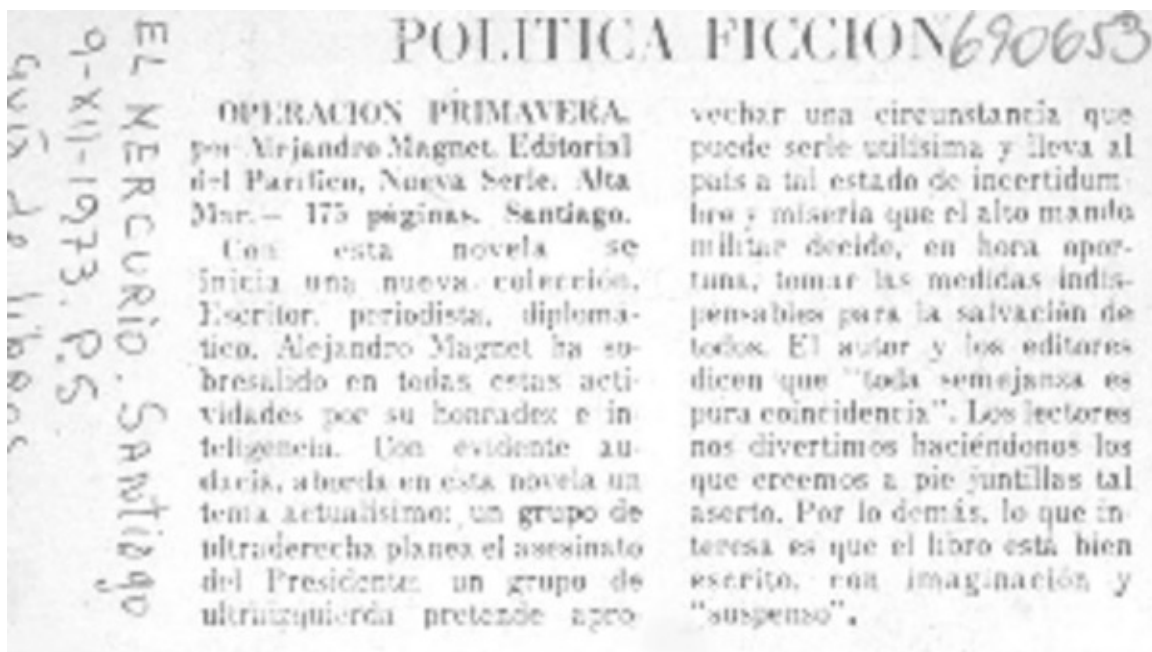 POLITICA FICCION
690653
EL MERCURIO. SANTIAGO
9-XII-1973. P.5.
Guía de libros
OPERACION PRIMAVERA.
por Alejandro Magnet. Editorial
del Pacífico, Nueva Serie. Alta
Mar.— 175 páginas. Santiago.
Con esta novela se
inicia una nueva colección.
Escritor, periodista, diplomá-
tico, Alejandro Magnet ha so-
bresalido en todas estas acti-
vidades por su honradez e in-
teligencia. Con evidente au-
dacia, aborda en esta novela un
tema actualísimo: un grupo de
ultraderecha planea el asesinato
del Presidente: un grupo de
ultraizquierda pretende apro-
vechar una circunstancia que
puede serle utilísima y lleva al
país a tal estado de incertidum-
bre y miseria que el alto mando
militar decide, en hora opor-
tuna, tomar las medidas indis-
pensables para la salvación de
todos. El autor y los editores
dicen que "toda semejanza es
pura coincidencia". Los lectores
nos divertimos haciéndonos los
que creemos a pie juntillas tal
aserto. Por lo demás, lo que in-
teresa es que el libro está bien
escrito, con imaginación y
"suspenso".